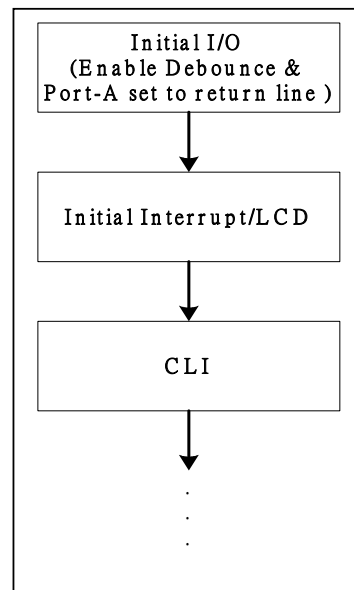 Initial I/O
(Enable Debounce &
Port-A set to return line )
Initial Interrupt/LCD
CLI
.
.
.